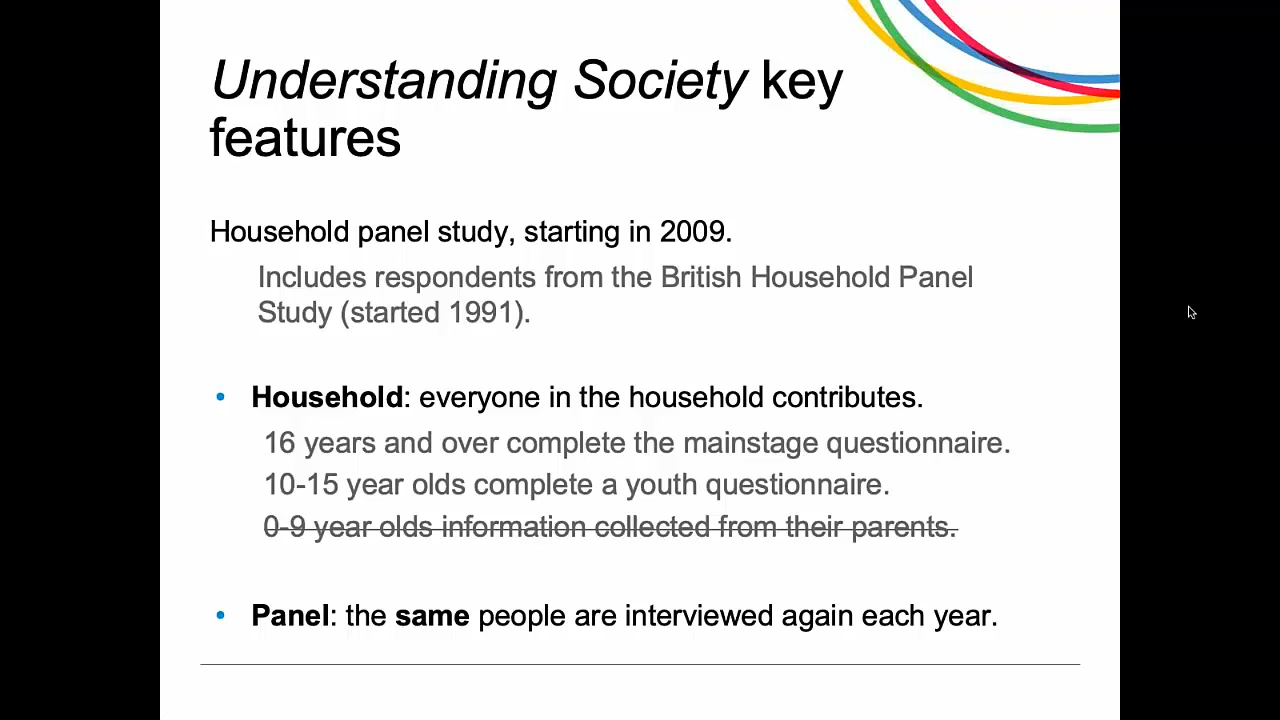 Understanding Society key
features
Household panel study, starting in 2009.
Includes respondents from the British Household Panel
Study (started 1991).
• Household: everyone in the household contributes.
16 years and over complete the mainstage questionnaire.
10-15 year olds complete a youth questionnaire.
0-9 year olds information collected from their parents.
• Panel: the same people are interviewed again each year.